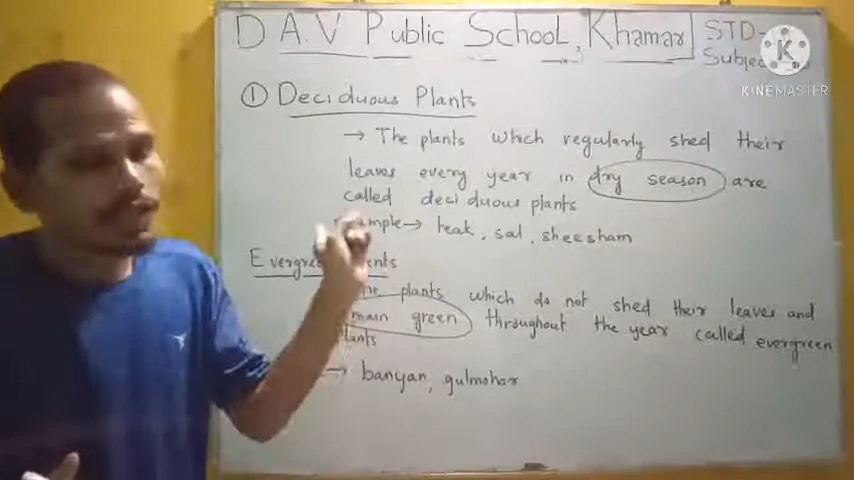 D A.V Public School, Khamar STD-
Subjec
K
KINEMASTER
① Deciduous Plants
→ The plants which regularly shed their
leaves every year in dry season are
called deciduous plants
example → teak, sal, sheesham
Evergreen
plants which do not shed their leaves and
main green throughout the year called evergreen
lants
→ banyan, gulmohar